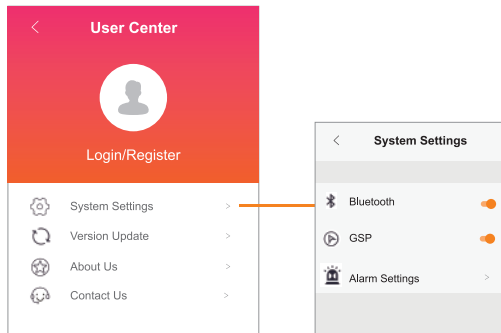 User Center
Login/Register
System Settings
Version Update
About Us
Contact Us
System Settings
Bluetooth
GSP
Alarm Settings